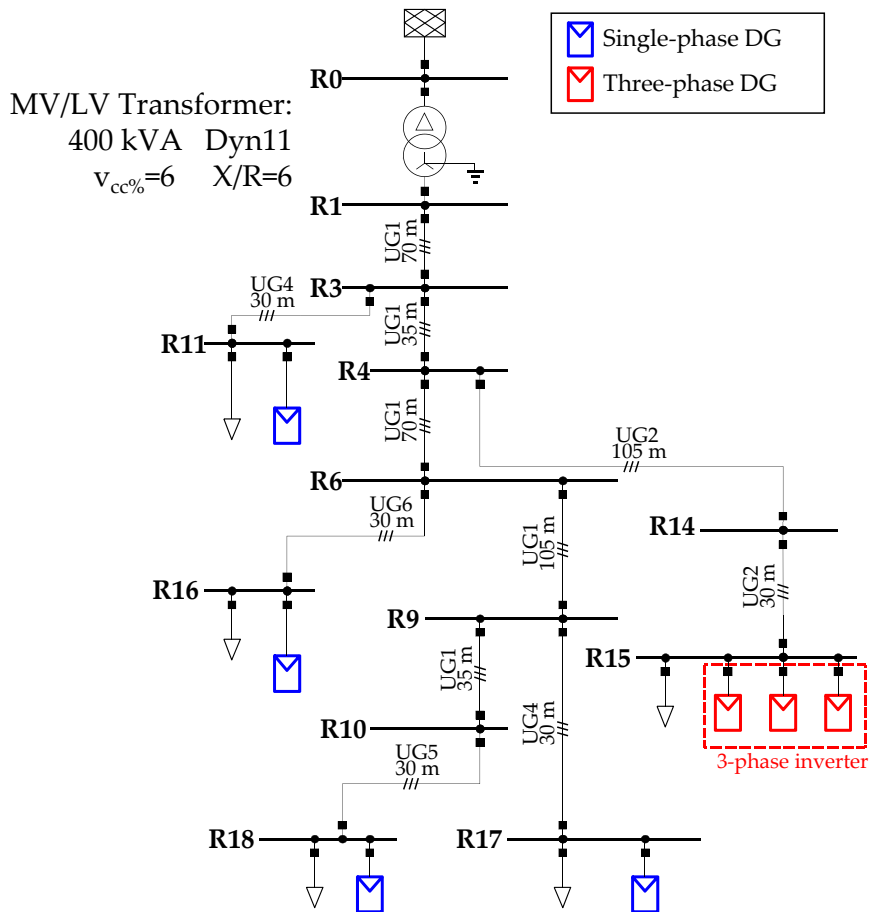 Single-phase DG
Three-phase DG
R0
MV/LV Transformer:
400 kVA Dyn11
vcc%=6 X/R=6
R1
UG1
70 m
UG4
30 m
R3
UG1
35 m
R11
R4
UG1
70 m
UG2
105 m
R6
UG6
30 m
UG1
105 m
R14
UG2
30 m
R16
R9
UG1
35 m
R15
UG4
30 m
R10
3-phase inverter
UG5
30 m
R18
R17